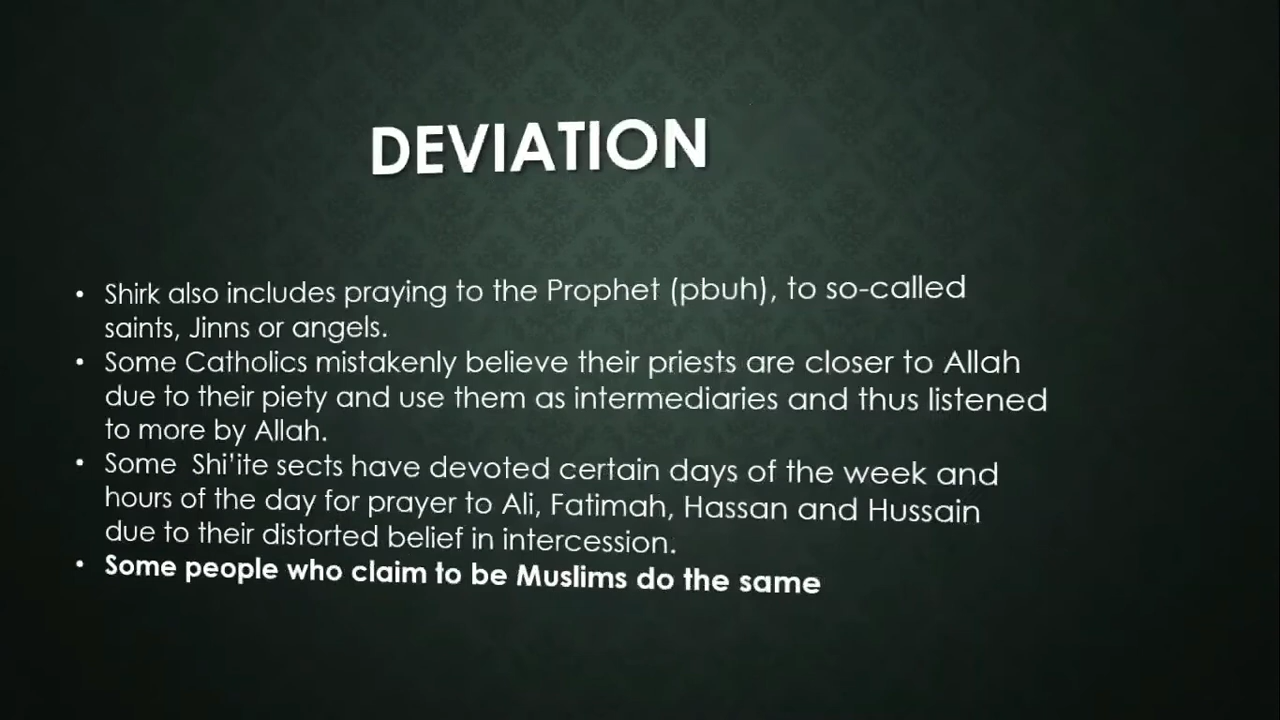 DEVIATION
• Shirk also includes praying to the Prophet (pbuh), to so-called
saints, Jinns or angels.
• Some Catholics mistakenly believe their priests are closer to Allah
due to their piety and use them as intermediaries and thus listened
to more by Allah.
• Some Shi'ite sects have devoted certain days of the week and
hours of the day for prayer to Ali, Fatimah, Hassan and Hussain
due to their distorted belief in intercession.
• Some people who claim to be Muslims do the same